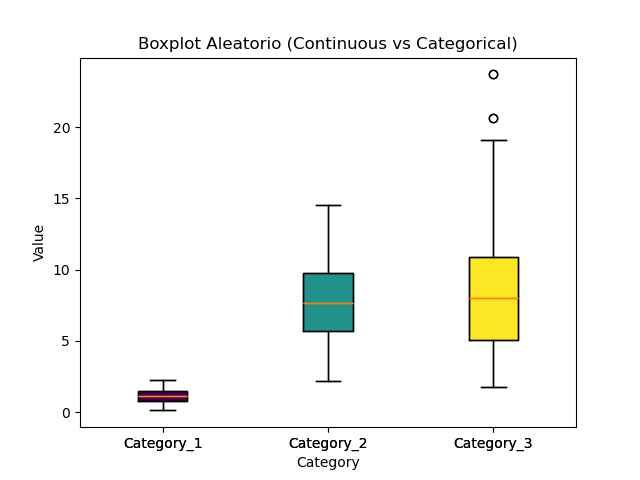 Boxplot Aleatorio (Continuous vs Categorical)
Value
20
15
10
5
0
Category_1 Category_2 Category_3
Category